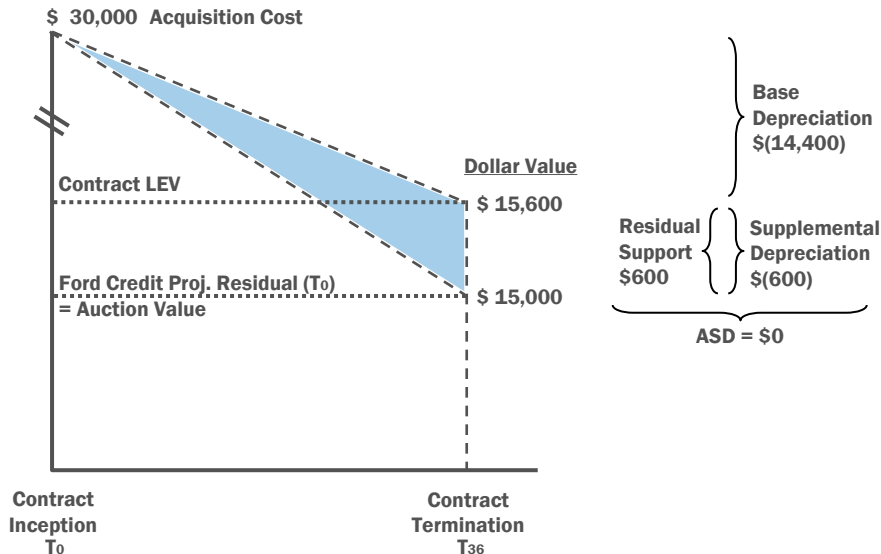 $ 30,000 Acquisition Cost
Base
Depreciation
$(14,400)
Dollar Value
Contract LEV
$ 15,600
Residual
Support
$600
Supplemental
Depreciation
$(600)
Ford Credit Proj. Residual (T0)
= Auction Value
$ 15,000
ASD = $0
Contract
Inception
T0
Contract
Termination
T36